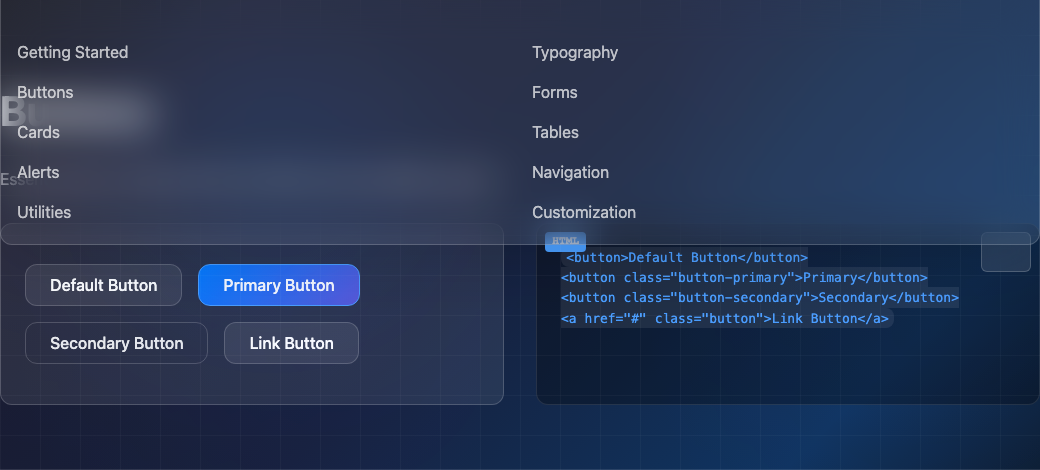 Getting Started
Typography
Buttons
Forms
Cards
Tables
Alerts
Navigation
Utilities
Customization
Default Button
Primary Button
Secondary Button
Link Button
HTML
<button>Default Button</button>
<button class="button-primary">Primary</button>
<button class="button-secondary">Secondary</button>
<a href="#" class="button">Link Button</a>